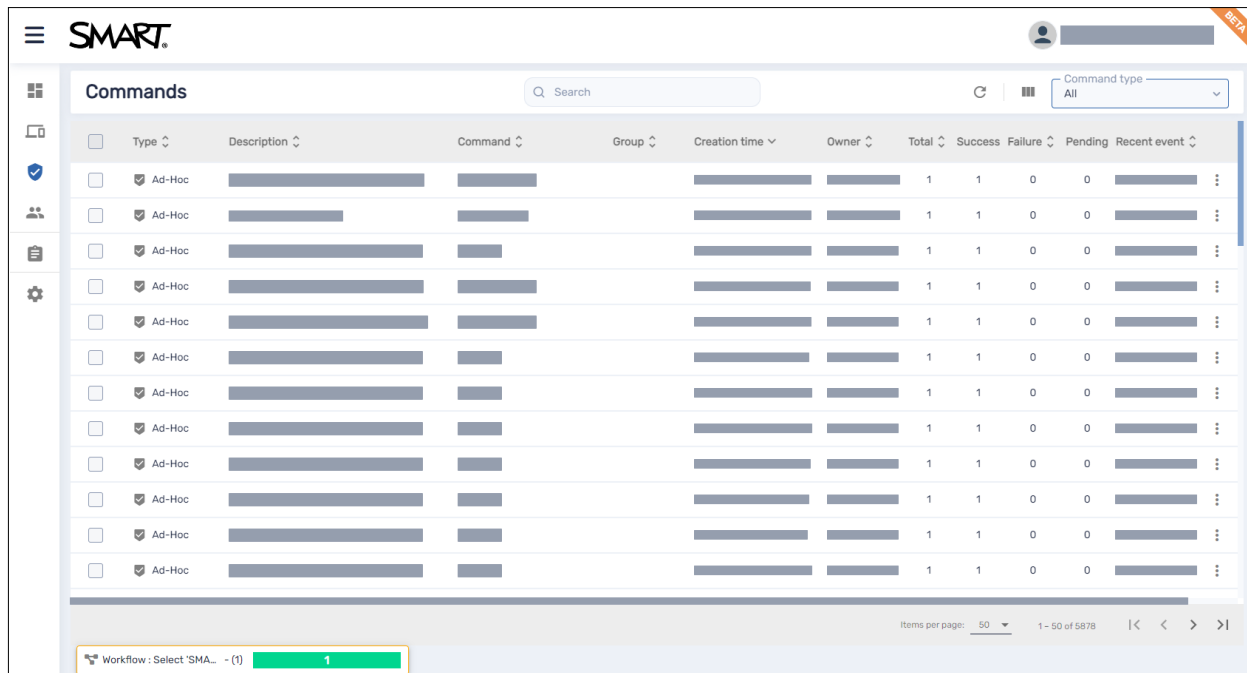 SMART®
BETA
Commands
Search
Command type
All
Type Description Command Group Creation time Owner Total Success Failure Pending Recent event
Ad-Hoc 1 1 0 0
Ad-Hoc 1 1 0 0
Ad-Hoc 1 1 0 0
Ad-Hoc 1 1 0 0
Ad-Hoc 1 1 0 0
Ad-Hoc 1 1 0 0
Ad-Hoc 1 1 0 0
Ad-Hoc 1 1 0 0
Ad-Hoc 1 1 0 0
Ad-Hoc 1 1 0 0
Ad-Hoc 1 1 0 0
Ad-Hoc 1 1 0 0
Items per page: 50 1 – 50 of 5878
Workflow : Select 'SMA... - (1) 1